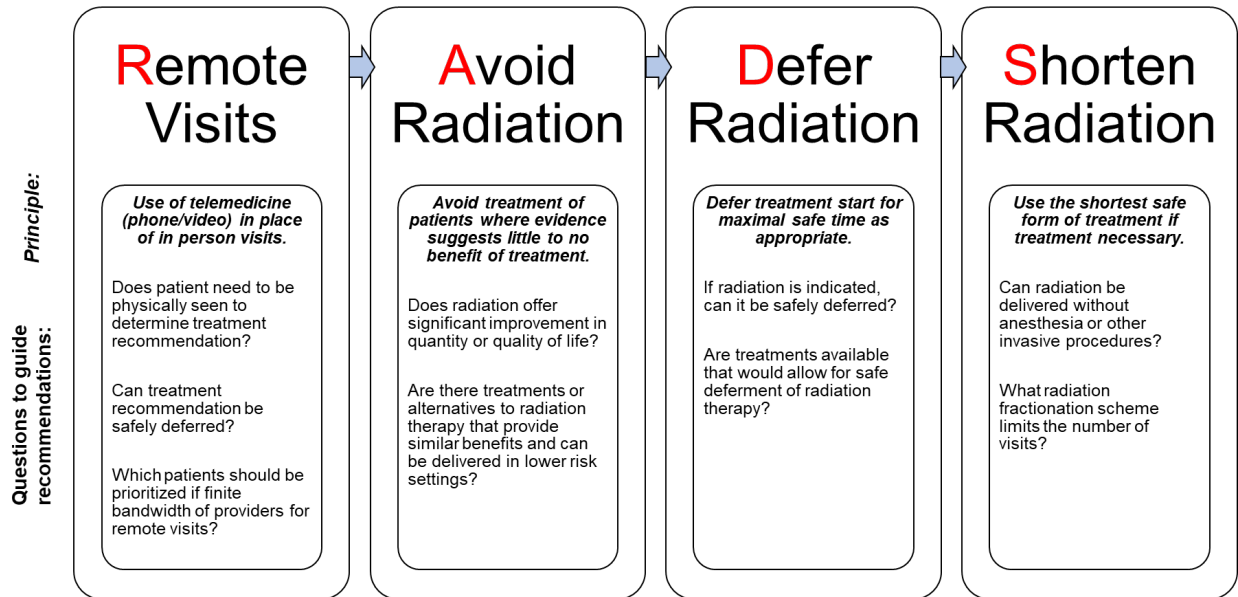 Remote
Visits
Avoid
Radiation
Defer
Radiation
Shorten
Radiation
Principle:
Use of telemedicine
(phone/video) in place
of in person visits.
Avoid treatment of
patients where evidence
suggests little to no
benefit of treatment.
Defer treatment start for
maximal safe time as
appropriate.
Use the shortest safe
form of treatment if
treatment necessary.
Questions to guide
recommendations:
Does patient need to be
physically seen to
determine treatment
recommendation?
Can treatment
recommendation be
safely deferred?
Which patients should be
prioritized if finite
bandwidth of providers for
remote visits?
Does radiation offer
significant improvement in
quantity or quality of life?
Are there treatments or
alternatives to radiation
therapy that provide
similar benefits and can
be delivered in lower risk
settings?
If radiation is indicated,
can it be safely deferred?
Are treatments available
that would allow for safe
deferment of radiation
therapy?
Can radiation be
delivered without
anesthesia or other
invasive procedures?
What radiation
fractionation scheme
limits the number of
visits?